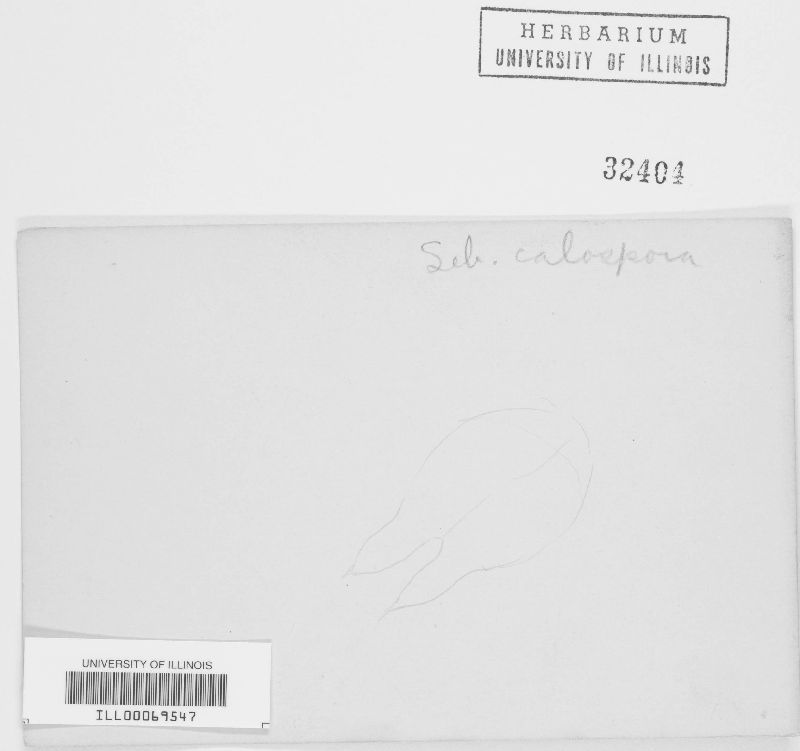 HERBARIUM
UNIVERSITY OF ILLINOIS
32404
Seb. calospora
UNIVERSITY OF ILLINOIS
ILL00069547